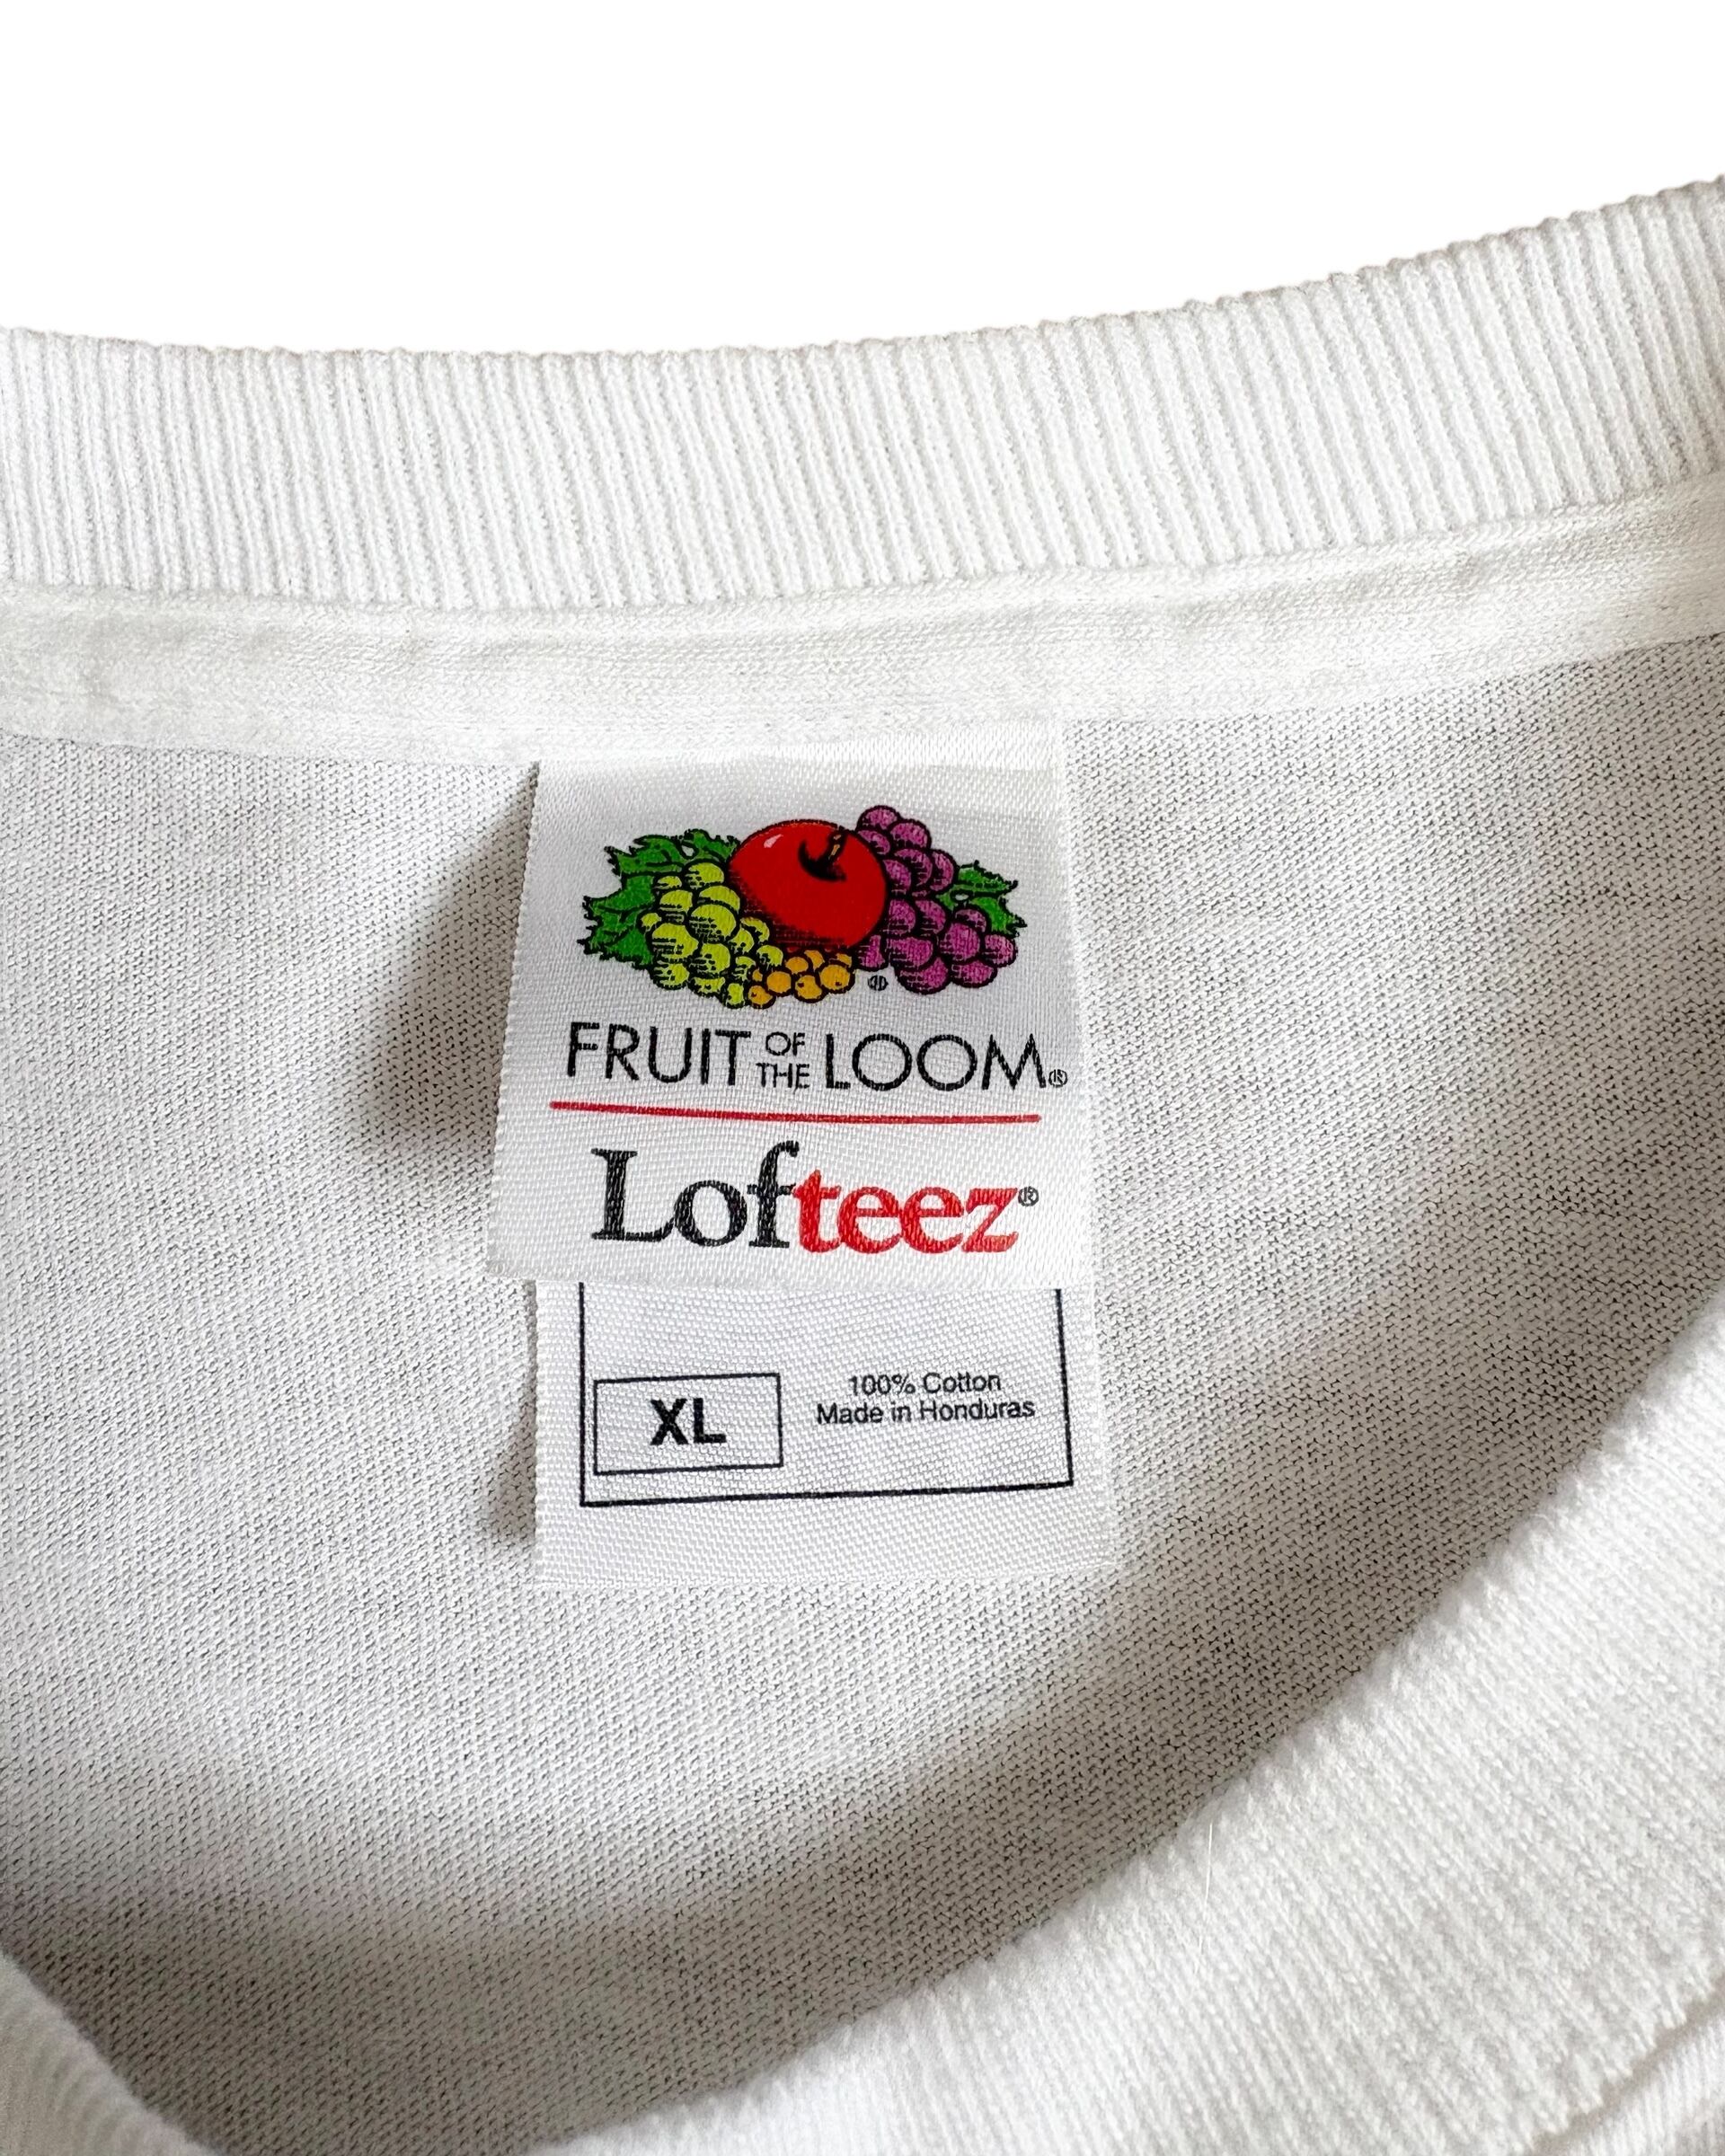 FRUIT OF THE LOOM®
Lofteez®
XL
100% Cotton
Made in Honduras